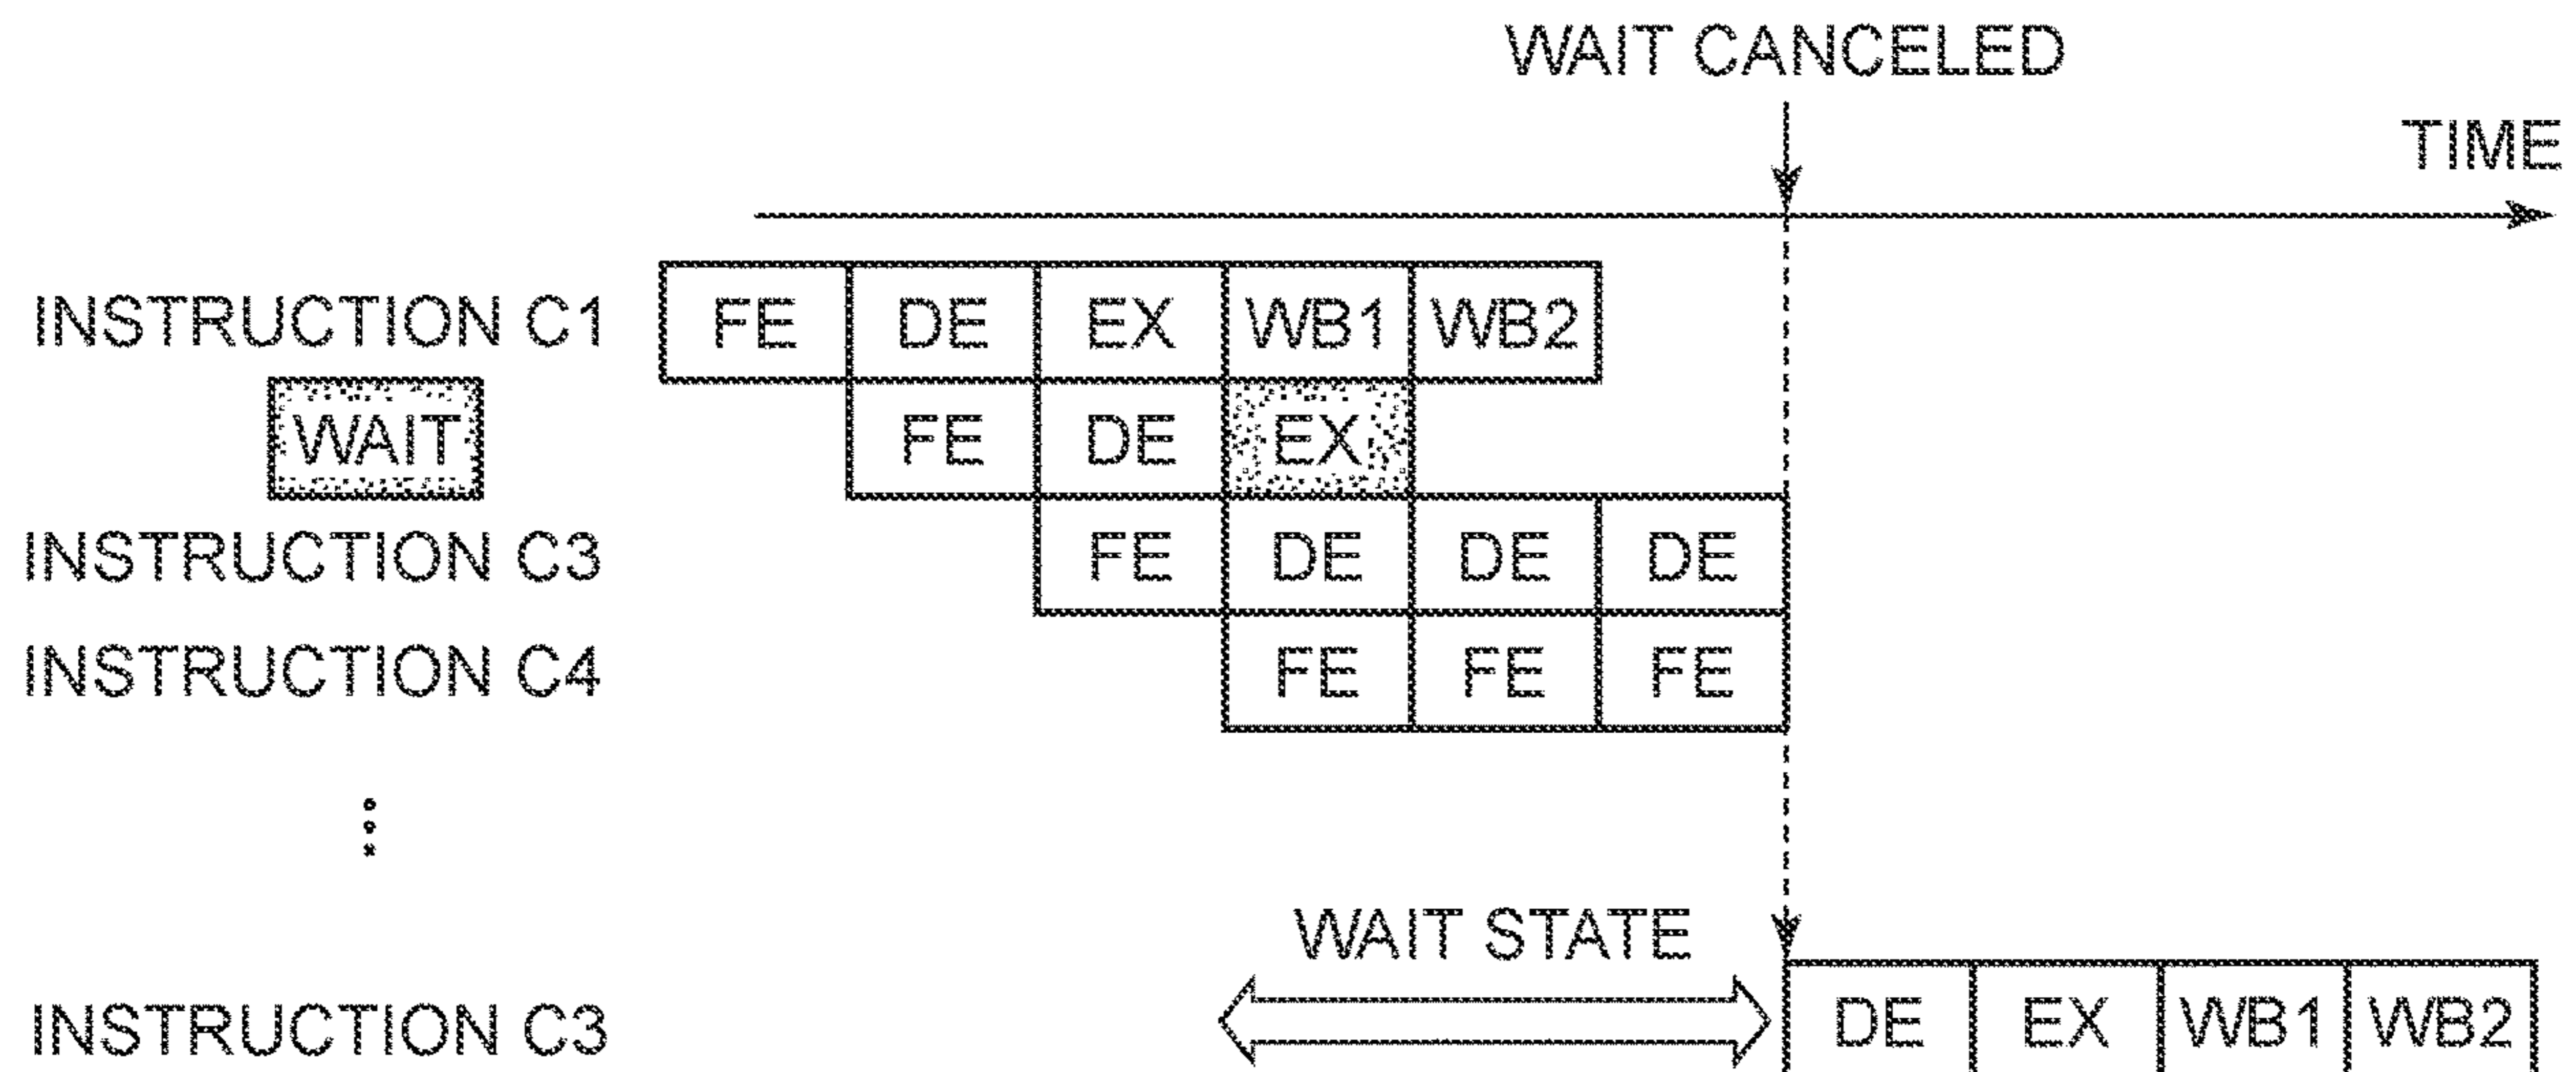 WAIT CANCELED
TIME
INSTRUCTION C1 FE DE EX WB1 WB2
WAIT FE DE EX
INSTRUCTION C3 FE DE DE DE
INSTRUCTION C4 FE FE FE
WAIT STATE
INSTRUCTION C3 DE EX WB1 WB2